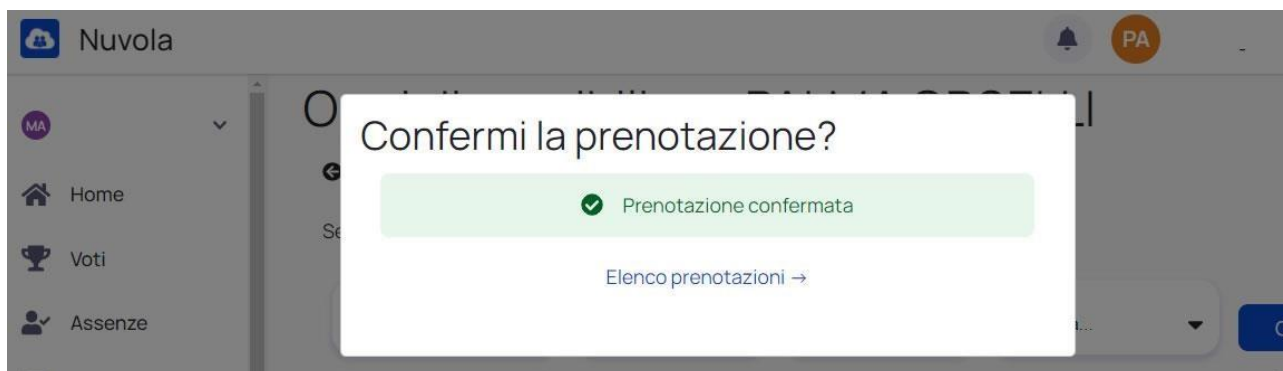 Nuvola
PA
-
MA
Confermi la prenotazione?
Home
Prenotazione confermata
Voti
Elenco prenotazioni →
Assenze